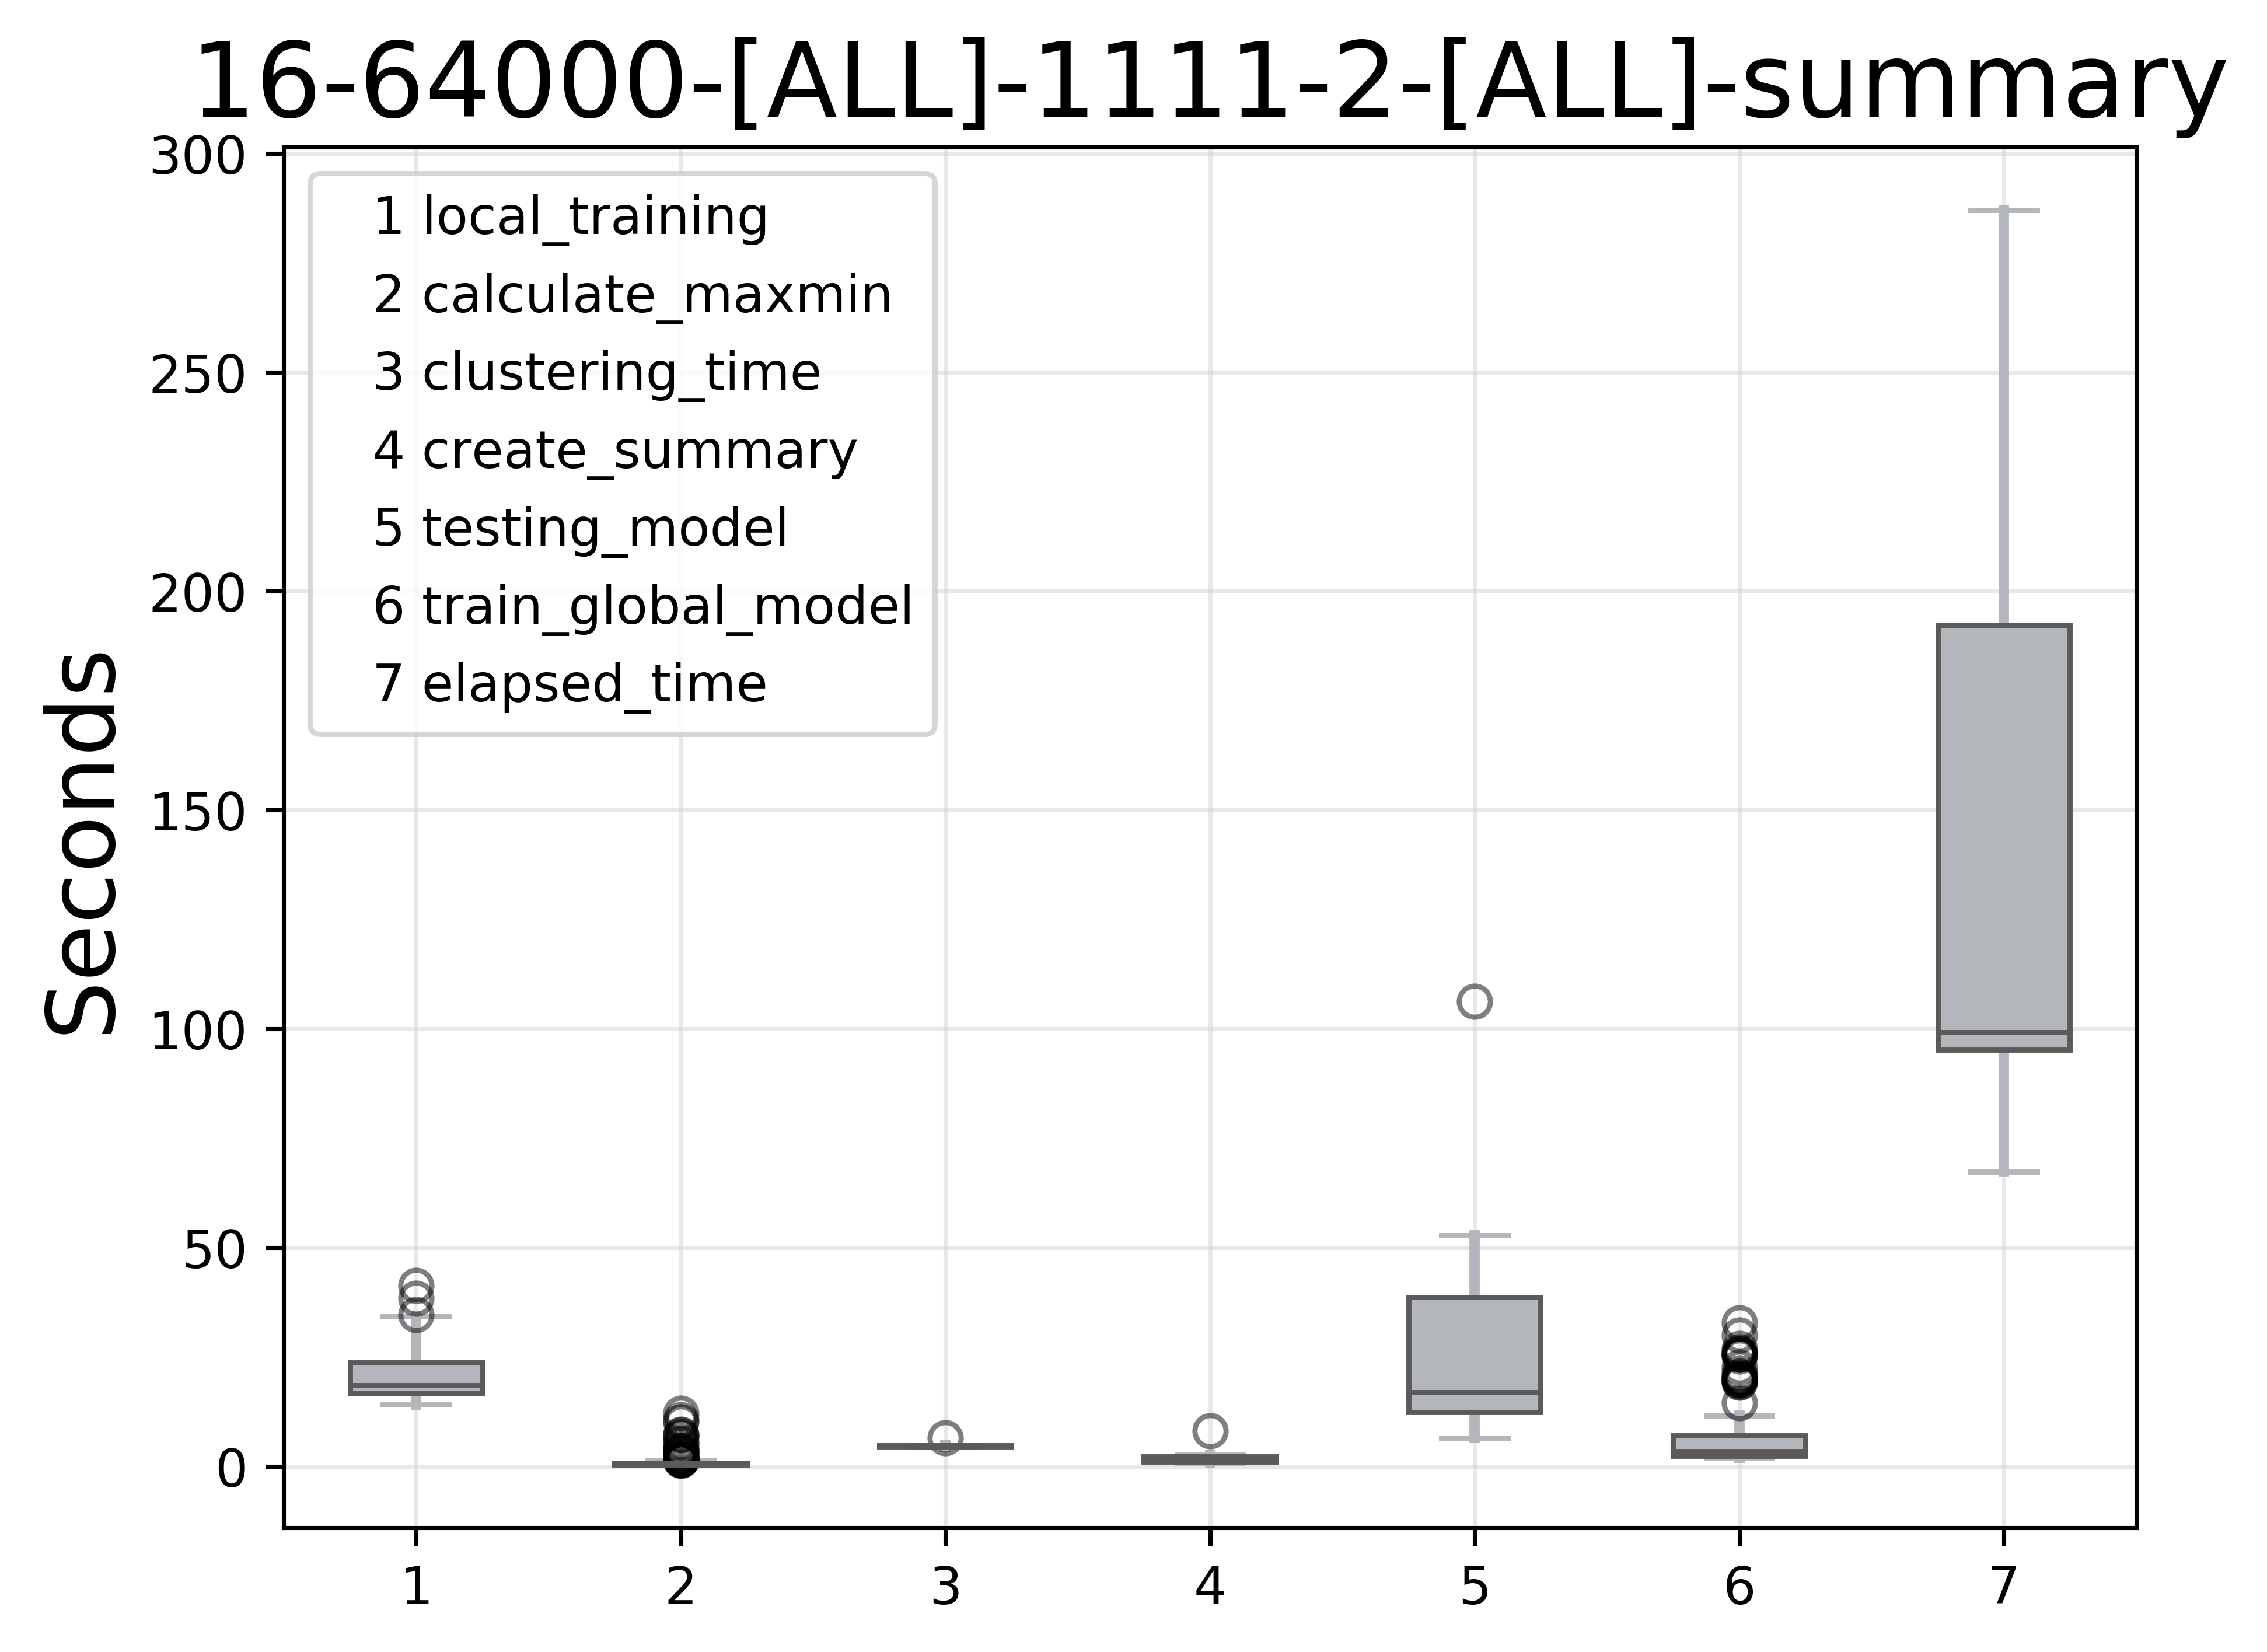 16-64000-[ALL]-1111-2-[ALL]-summary
Seconds
300
250
200
150
100
50
0
1 local_training
2 calculate_maxmin
3 clustering_time
4 create_summary
5 testing_model
6 train_global_model
7 elapsed_time
1 2 3 4 5 6 7